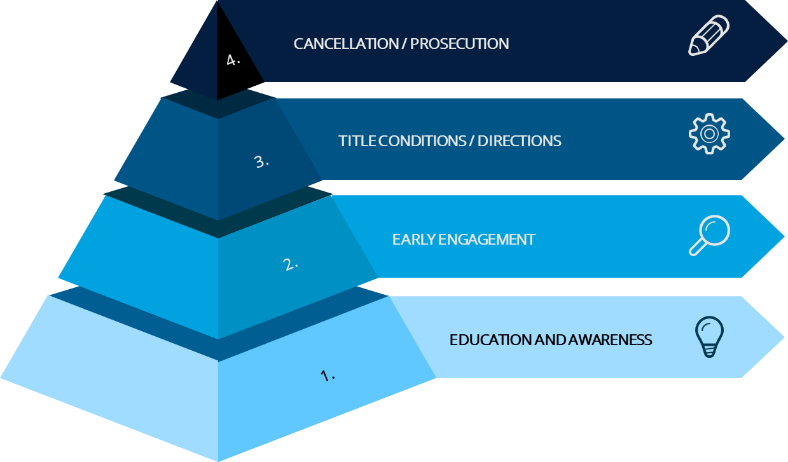 4. CANCELLATION / PROSECUTION
3. TITLE CONDITIONS / DIRECTIONS
2. EARLY ENGAGEMENT
1. EDUCATION AND AWARENESS